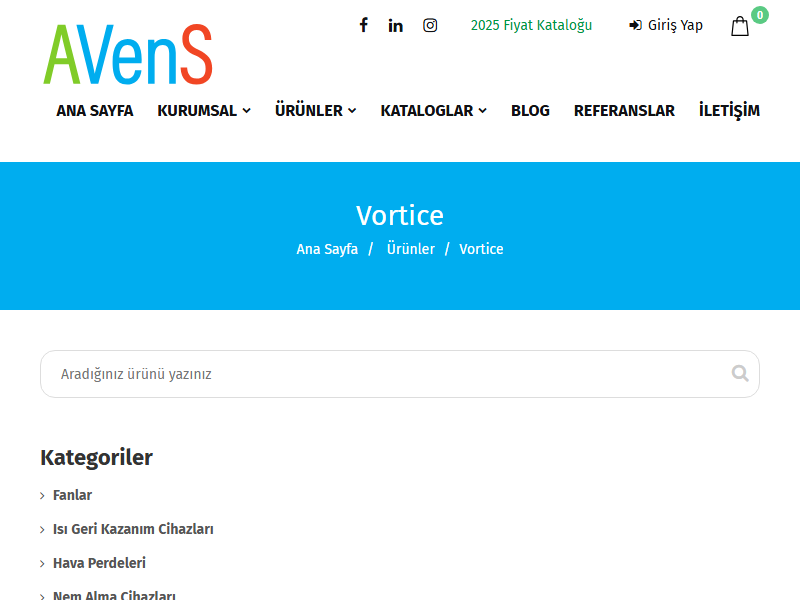 AVenS
2025 Fiyat Kataloğu
Giriş Yap
0
ANA SAYFA KURUMSAL ÜRÜNLER KATALOGLAR BLOG REFERANSLAR İLETİŞİM
Vortice
Ana Sayfa / Ürünler / Vortice
Aradığınız ürünü yazınız
Kategoriler
Fanlar
Isı Geri Kazanım Cihazları
Hava Perdeleri
Nem Alma Cihazları